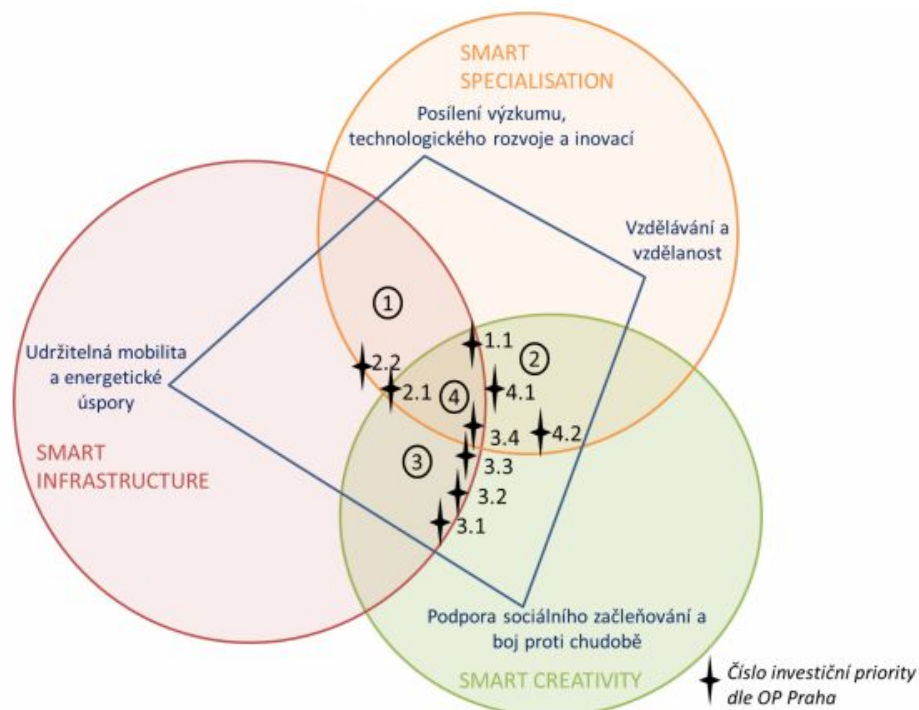 SMART
SPECIALISATION
Posílení výzkumu,
technologického rozvoje a inovací
Vzdělávání a
vzdělanost
1
1.1
2
Udržitelná mobilita
a energetické
úspory
2.2
2.1
4
4.1
3.4
4.2
SMART
INFRASTRUCTURE
3
3.3
3.2
3.1
Podpora sociálního začleňování a
boj proti chudobě
SMART CREATIVITY
Číslo investiční priority
dle OP Praha